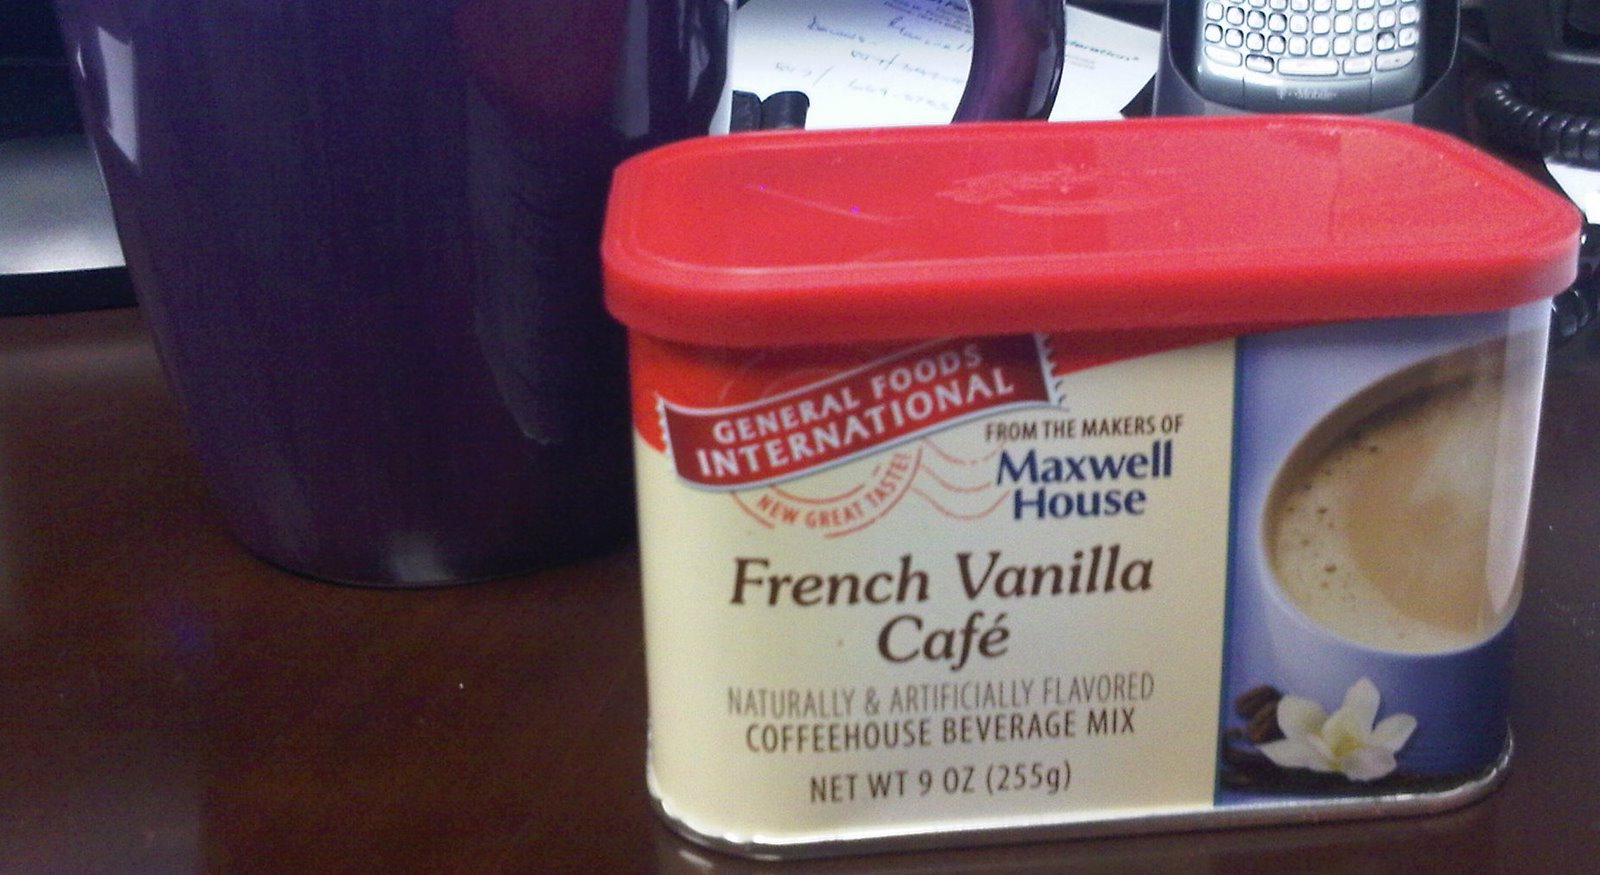 GENERAL FOODS
INTERNATIONAL
NEW GREAT TASTE!
FROM THE MAKERS OF
Maxwell
House
French Vanilla
Café
NATURALLY & ARTIFICIALLY FLAVORED
COFFEEHOUSE BEVERAGE MIX
NET WT 9 OZ (255g)